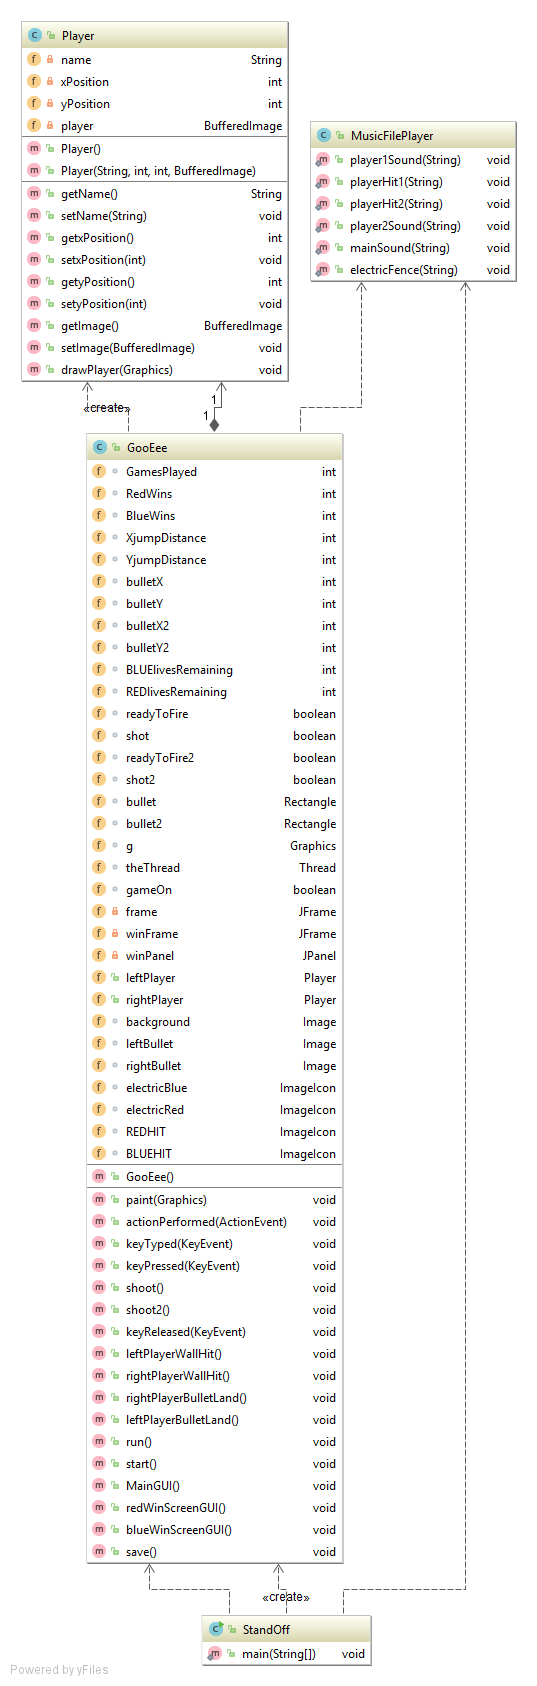 Player
name String
xPosition int
yPosition int
player BufferedImage
Player()
Player(String, int, int, BufferedImage)
getName() String
setName(String) void
getxPosition() int
setxPosition(int) void
getyPosition() int
setyPosition(int) void
getImage() BufferedImage
setImage(BufferedImage) void
drawPlayer(Graphics) void
MusicFilePlayer
player1Sound(String) void
playerHit1(String) void
playerHit2(String) void
player2Sound(String) void
mainSound(String) void
electricFence(String) void
«create»
1
1
GooEee
GamesPlayed int
RedWins int
BlueWins int
XjumpDistance int
YjumpDistance int
bulletX int
bulletY int
bulletX2 int
bulletY2 int
BLUElivesRemaining int
REDlivesRemaining int
readyToFire boolean
shot boolean
readyToFire2 boolean
shot2 boolean
bullet Rectangle
bullet2 Rectangle
g Graphics
theThread Thread
gameOn boolean
frame JFrame
winFrame JFrame
winPanel JPanel
leftPlayer Player
rightPlayer Player
background Image
leftBullet Image
rightBullet Image
electricBlue ImageIcon
electricRed ImageIcon
REDHIT ImageIcon
BLUEHIT ImageIcon
GooEee()
paint(Graphics) void
actionPerformed(ActionEvent) void
keyTyped(KeyEvent) void
keyPressed(KeyEvent) void
shoot() void
shoot2() void
keyReleased(KeyEvent) void
leftPlayerWallHit() void
rightPlayerWallHit() void
rightPlayerBulletLand() void
leftPlayerBulletLand() void
run() void
start() void
MainGUI() void
redWinScreenGUI() void
blueWinScreenGUI() void
save() void
«create»
StandOff
main(String[]) void
Powered by yFiles